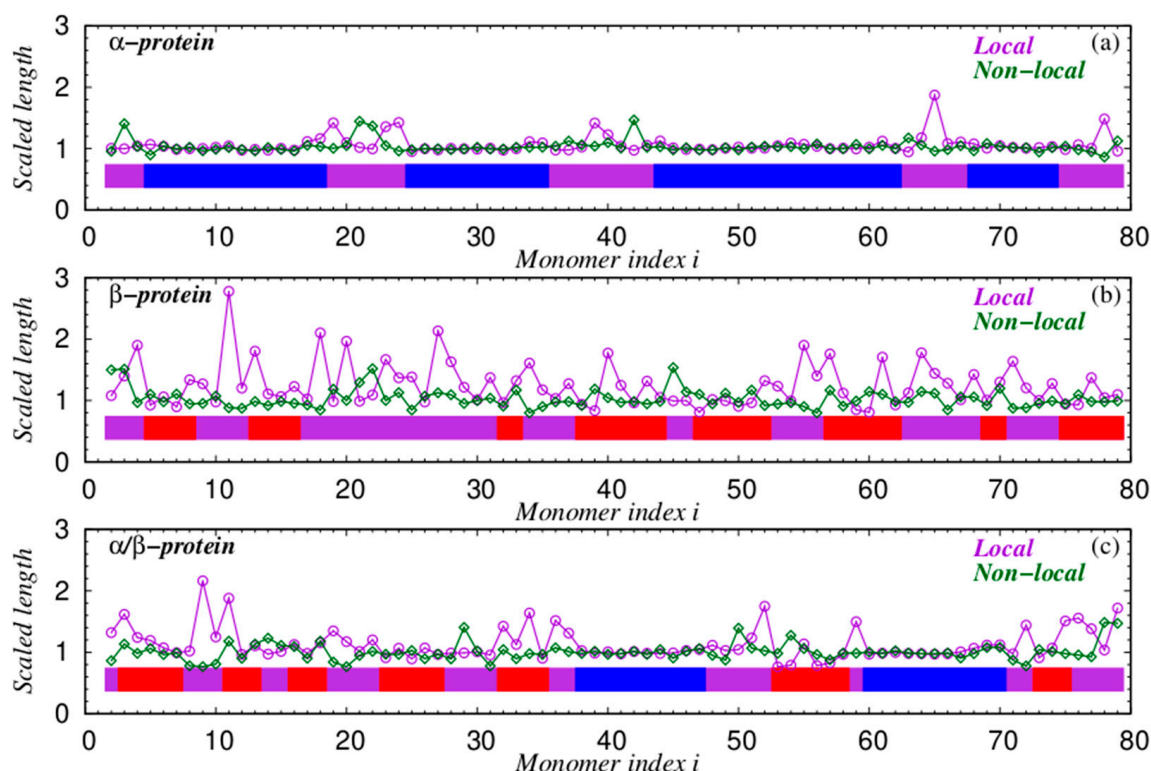 3
α−protein
Local
(a)
Non−local
2
Scaled length
1
0
0 10 20 30 40 50 60 70 80
Monomer index i
3
β−protein
Local
(b)
Non−local
2
Scaled length
1
0
0 10 20 30 40 50 60 70 80
Monomer index i
3
α/β−protein
Local
(c)
Non−local
2
Scaled length
1
0
0 10 20 30 40 50 60 70 80
Monomer index i